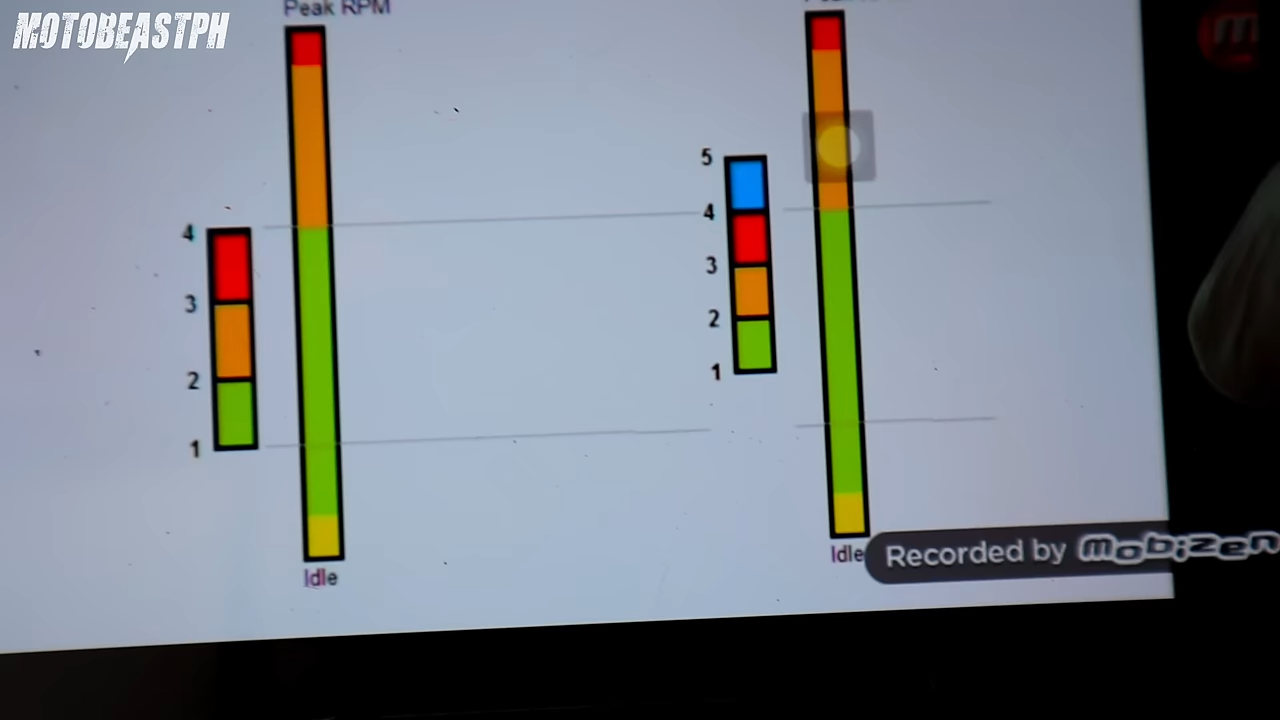 MOTOBEASTPH
Peak RPM
5
4
4
3
3
2
2
1
1
Idle
Idle
Recorded by Mobizen